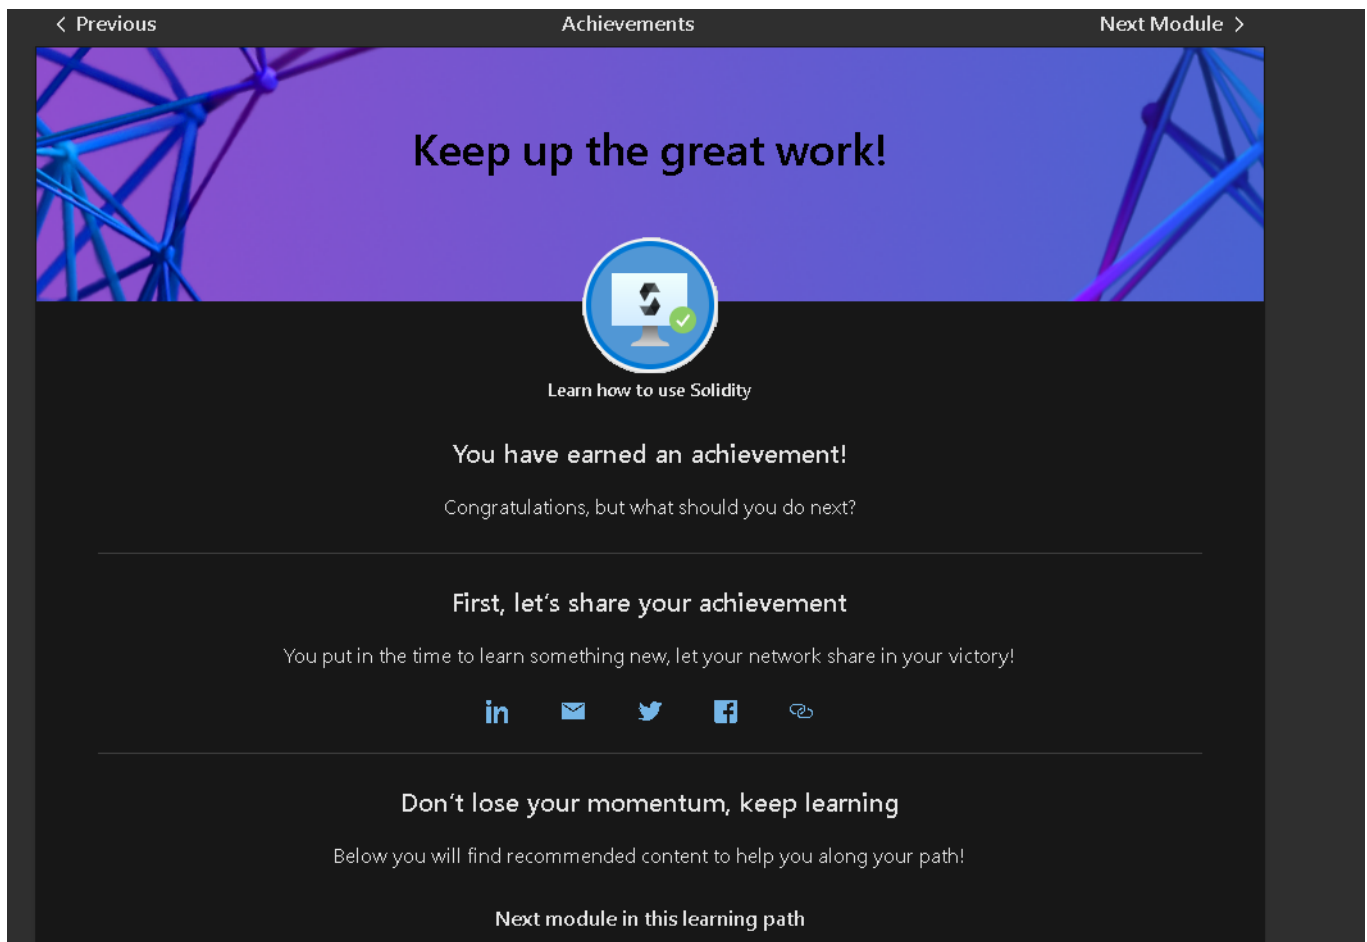 Previous
Achievements
Next Module
Keep up the great work!
Learn how to use Solidity
You have earned an achievement!
Congratulations, but what should you do next?
First, let's share your achievement
You put in the time to learn something new, let your network share in your victory!
in
Don't lose your momentum, keep learning
Below you will find recommended content to help you along your path!
Next module in this learning path